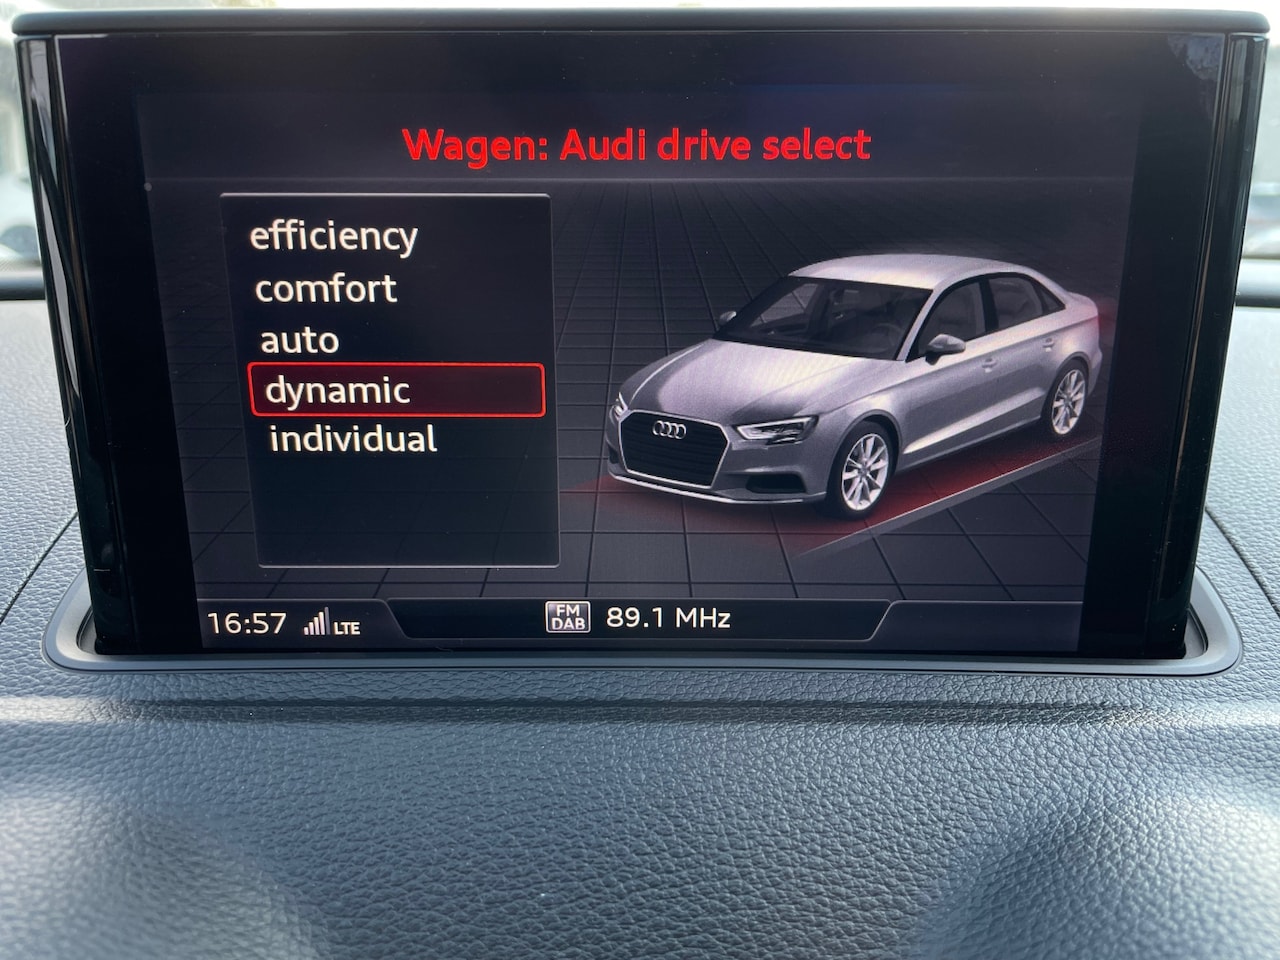 Wagen: Audi drive select
efficiency
comfort
auto
dynamic
individual
16:57 LTE
FM
DAB
89.1 MHz